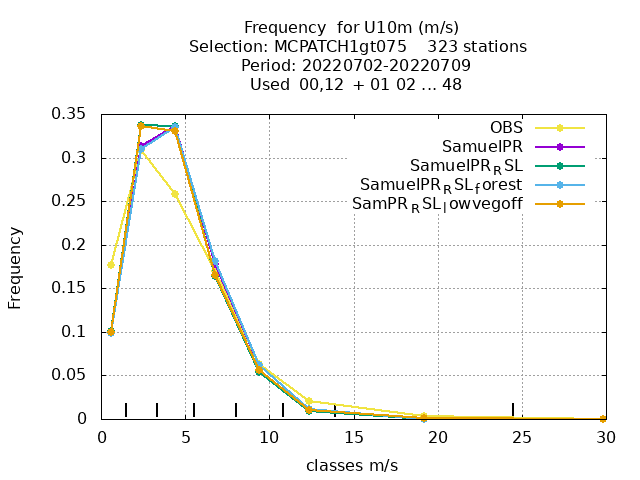 Frequency for U10m (m/s)
Selection: MCPATCH1gt075 323 stations
Period: 20220702-20220709
Used 00,12 + 01 02 ... 48
0.35
0.3
0.25
0.2
0.15
0.1
0.05
0
Frequency
OBS
SamuelPR
SamuelPR_RSL
SamuelPR_RSL_forest
SamPR_RSL_lowvegoff
0 5 10 15 20 25 30
classes m/s